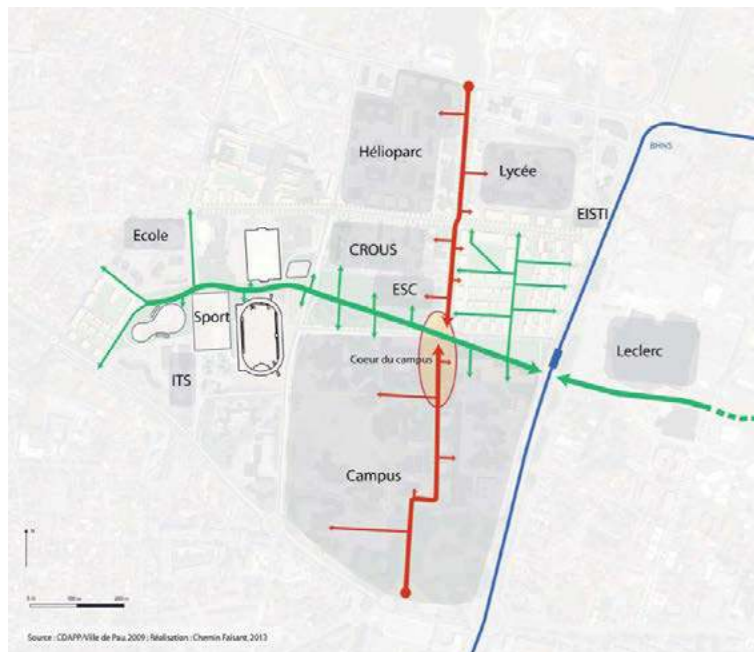 BHNS
Hélioparc
Lycée
EISTI
Ecole
CROUS
ESC
Sport
Coeur du campus
Leclerc
ITS
Campus
N
200 m
Source : CDAPP/Ville de Pau, 2009 ; Réalisation : Chemin Faisant, 2013